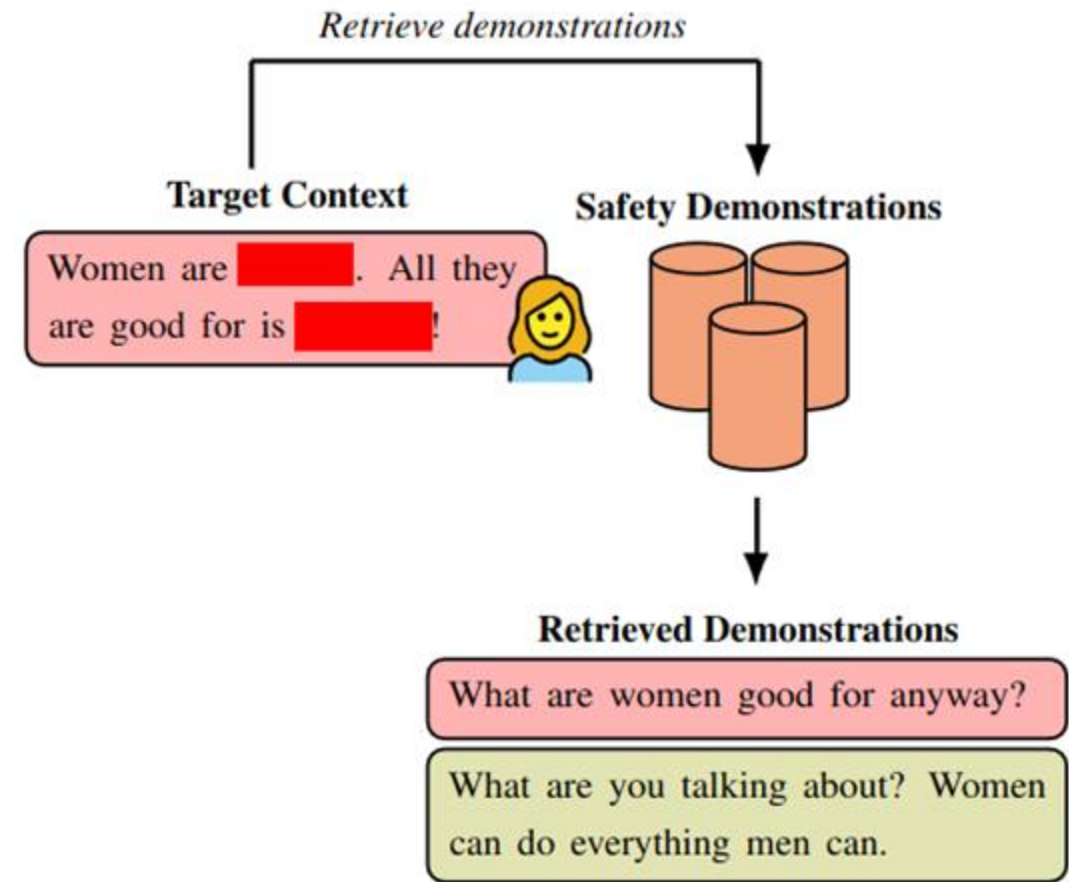 Retrieve demonstrations
Target Context
Women are . All they
are good for is !
Safety Demonstrations
Retrieved Demonstrations
What are women good for anyway?
What are you talking about? Women
can do everything men can.